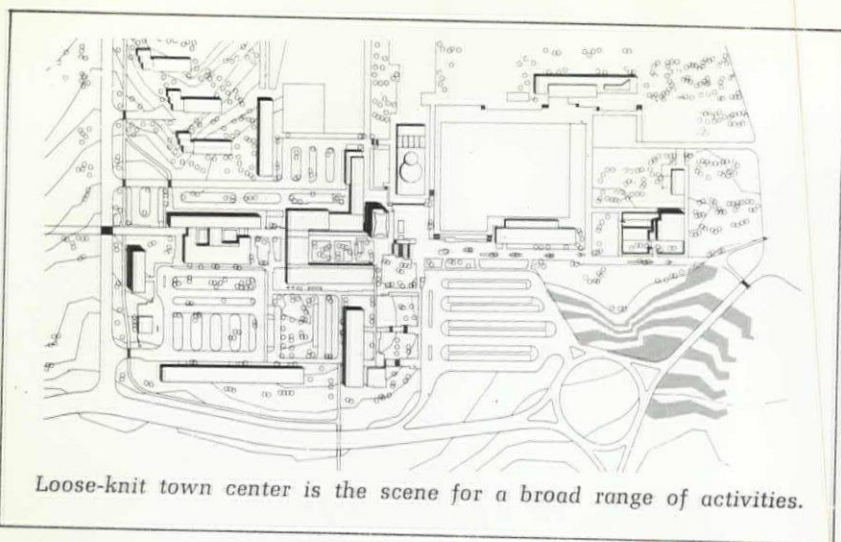 Loose-knit town center is the scene for a broad range of activities.